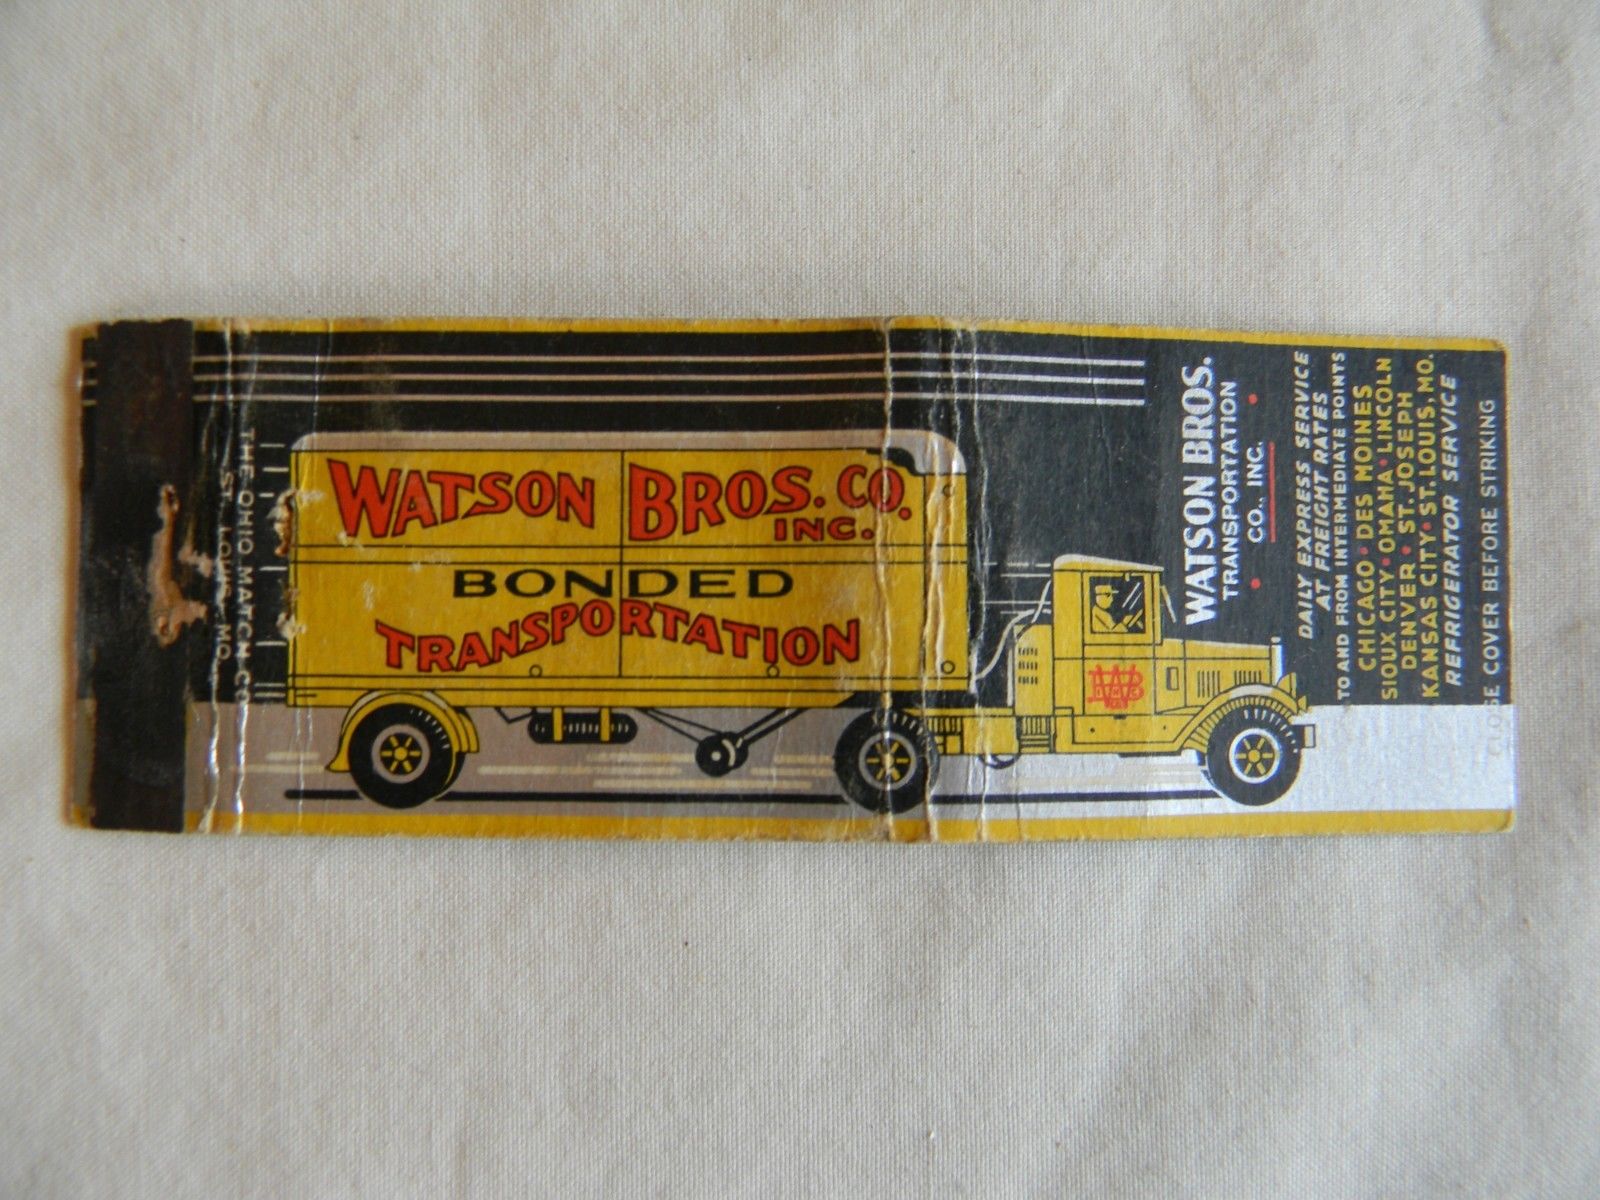 WATSON BROS. CO.
INC.
BONDED
TRANSPORTATION
WATSON BROS.
TRANSPORTATION
• CO., INC. •
DAILY EXPRESS SERVICE
AT FREIGHT RATES
TO AND FROM INTERMEDIATE POINTS
CHICAGO • DES MOINES
SIOUX CITY • OMAHA • LINCOLN
DENVER • ST. JOSEPH
KANSAS CITY • ST. LOUIS, MO.
REFRIGERATOR SERVICE
CLOSE COVER BEFORE STRIKING
THE OHIO MATCH CO.
ST. LOUIS, MO.